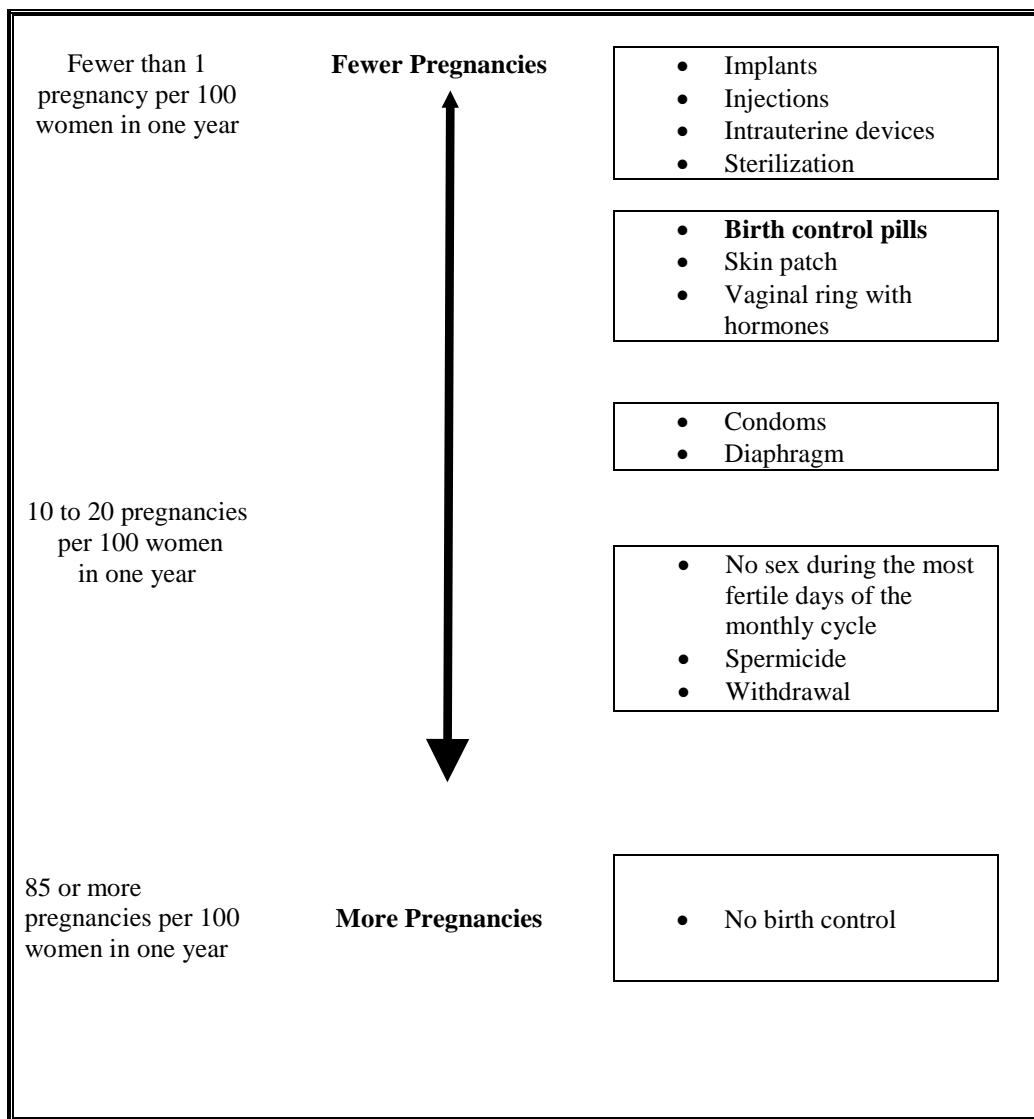 Fewer than 1
pregnancy per 100
women in one year
Fewer Pregnancies
• Implants
• Injections
• Intrauterine devices
• Sterilization
• Birth control pills
• Skin patch
• Vaginal ring with
hormones
• Condoms
• Diaphragm
10 to 20 pregnancies
per 100 women
in one year
• No sex during the most
fertile days of the
monthly cycle
• Spermicide
• Withdrawal
85 or more
pregnancies per 100
women in one year
More Pregnancies
• No birth control